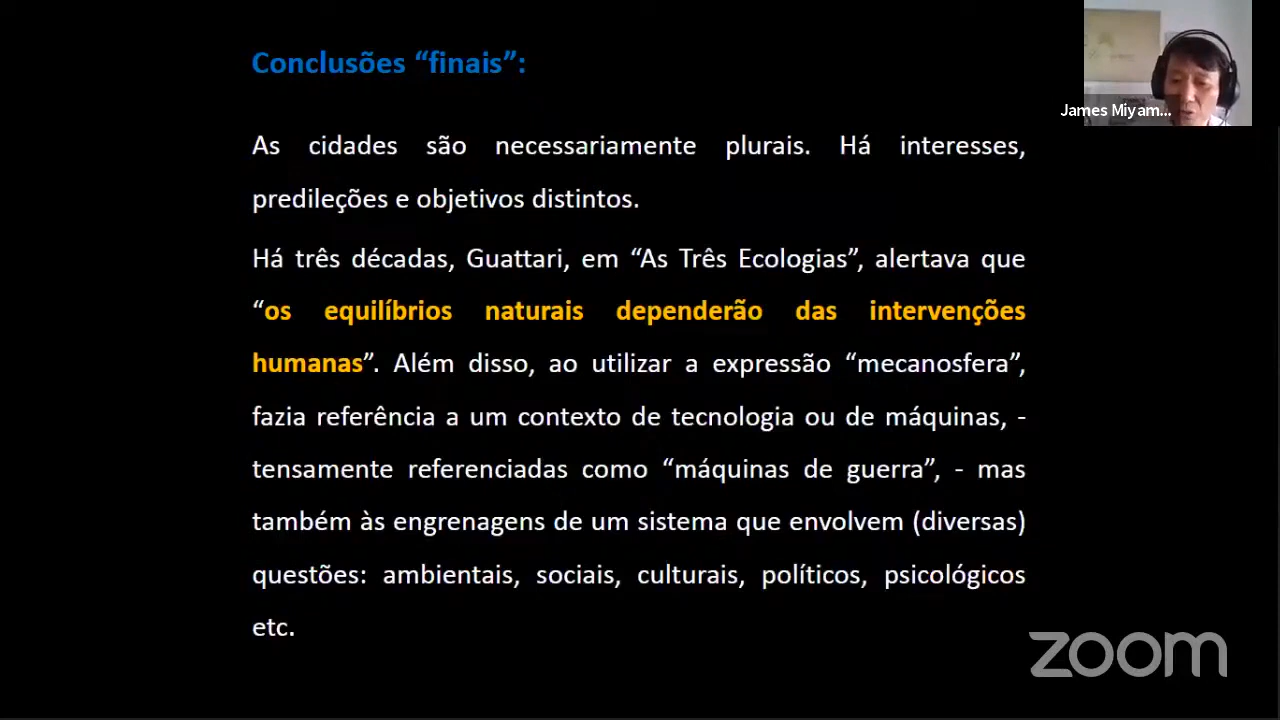 Conclusões “finais”:
James Miyam...
As cidades são necessariamente plurais. Há interesses,
predileções e objetivos distintos.
Há três décadas, Guattari, em “As Três Ecologias”, alertava que
“os equilíbrios naturais dependerão das intervenções
humanas”. Além disso, ao utilizar a expressão “mecanosfera”,
fazia referência a um contexto de tecnologia ou de máquinas, -
tensamente referenciadas como “máquinas de guerra”, - mas
também às engrenagens de um sistema que envolvem (diversas)
questões: ambientais, sociais, culturais, políticos, psicológicos
etc.
zoom